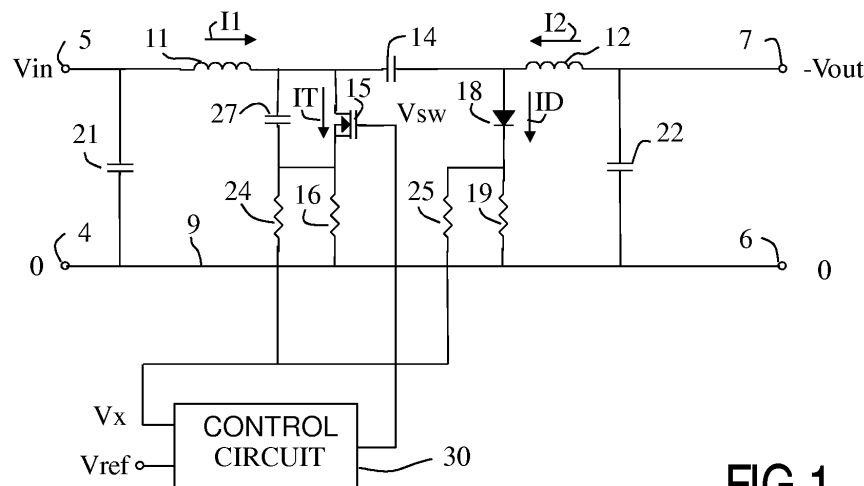 5 11 I1 14 I2 12 7
Vin -Vout
27 IT 15 Vsw 18 ID
21 22
24 16 25 19
4 9 6
0 0
Vx
CONTROL
CIRCUIT
30
Vref
FIG.1